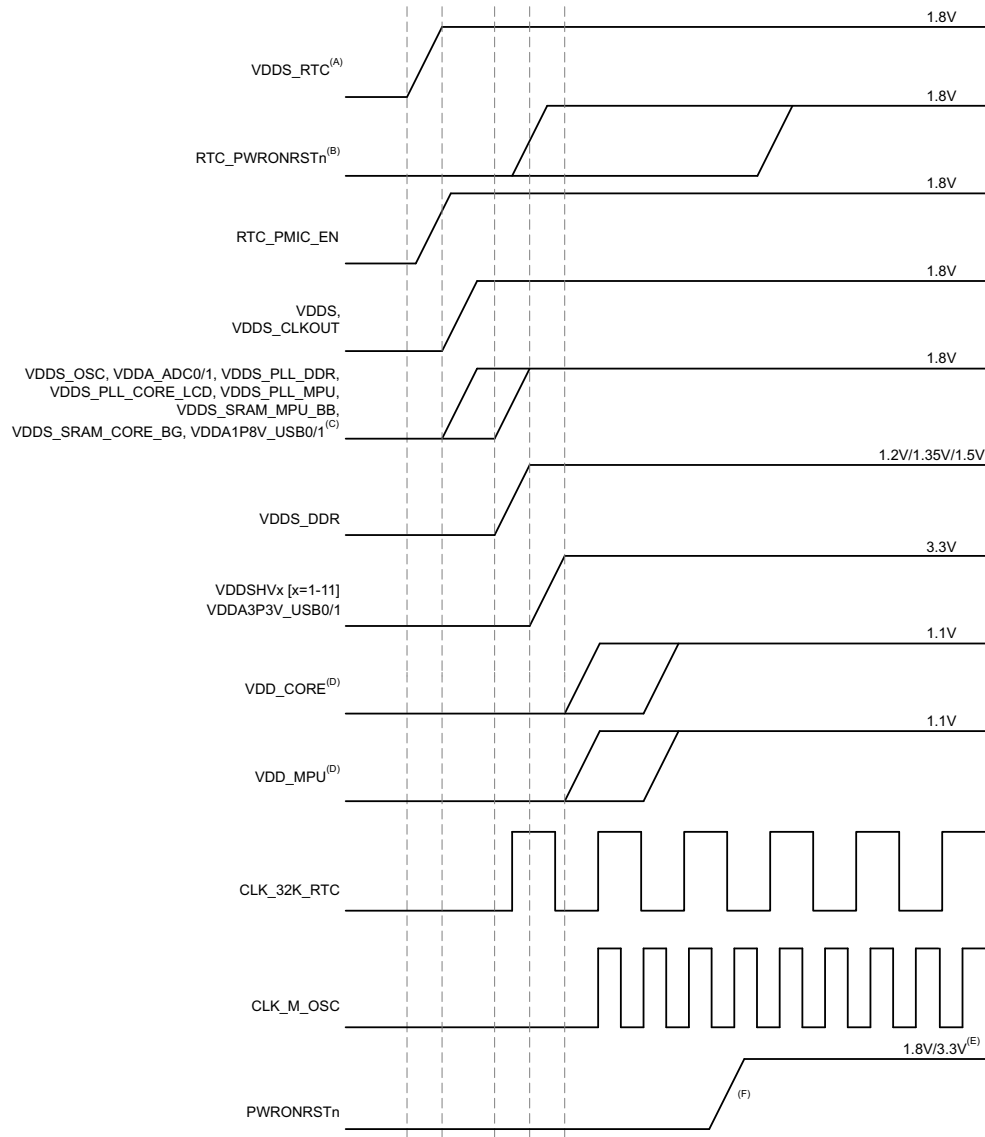 1.8V
VDDS_RTC(A)
1.8V
RTC_PWRONRSTn(B)
1.8V
RTC_PMIC_EN
1.8V
VDDS,
VDDS_CLKOUT
1.8V
VDDS_OSC, VDDA_ADC0/1, VDDS_PLL_DDR,
VDDS_PLL_CORE_LCD, VDDS_PLL_MPU,
VDDS_SRAM_MPU_BB,
VDDS_SRAM_CORE_BG, VDDA1P8V_USB0/1(C)
1.2V/1.35V/1.5V
VDDS_DDR
3.3V
VDDSHVx [x=1-11]
VDDA3P3V_USB0/1
1.1V
VDD_CORE(D)
1.1V
VDD_MPU(D)
CLK_32K_RTC
CLK_M_OSC
1.8V/3.3V(E)
(F)
PWRONRSTn